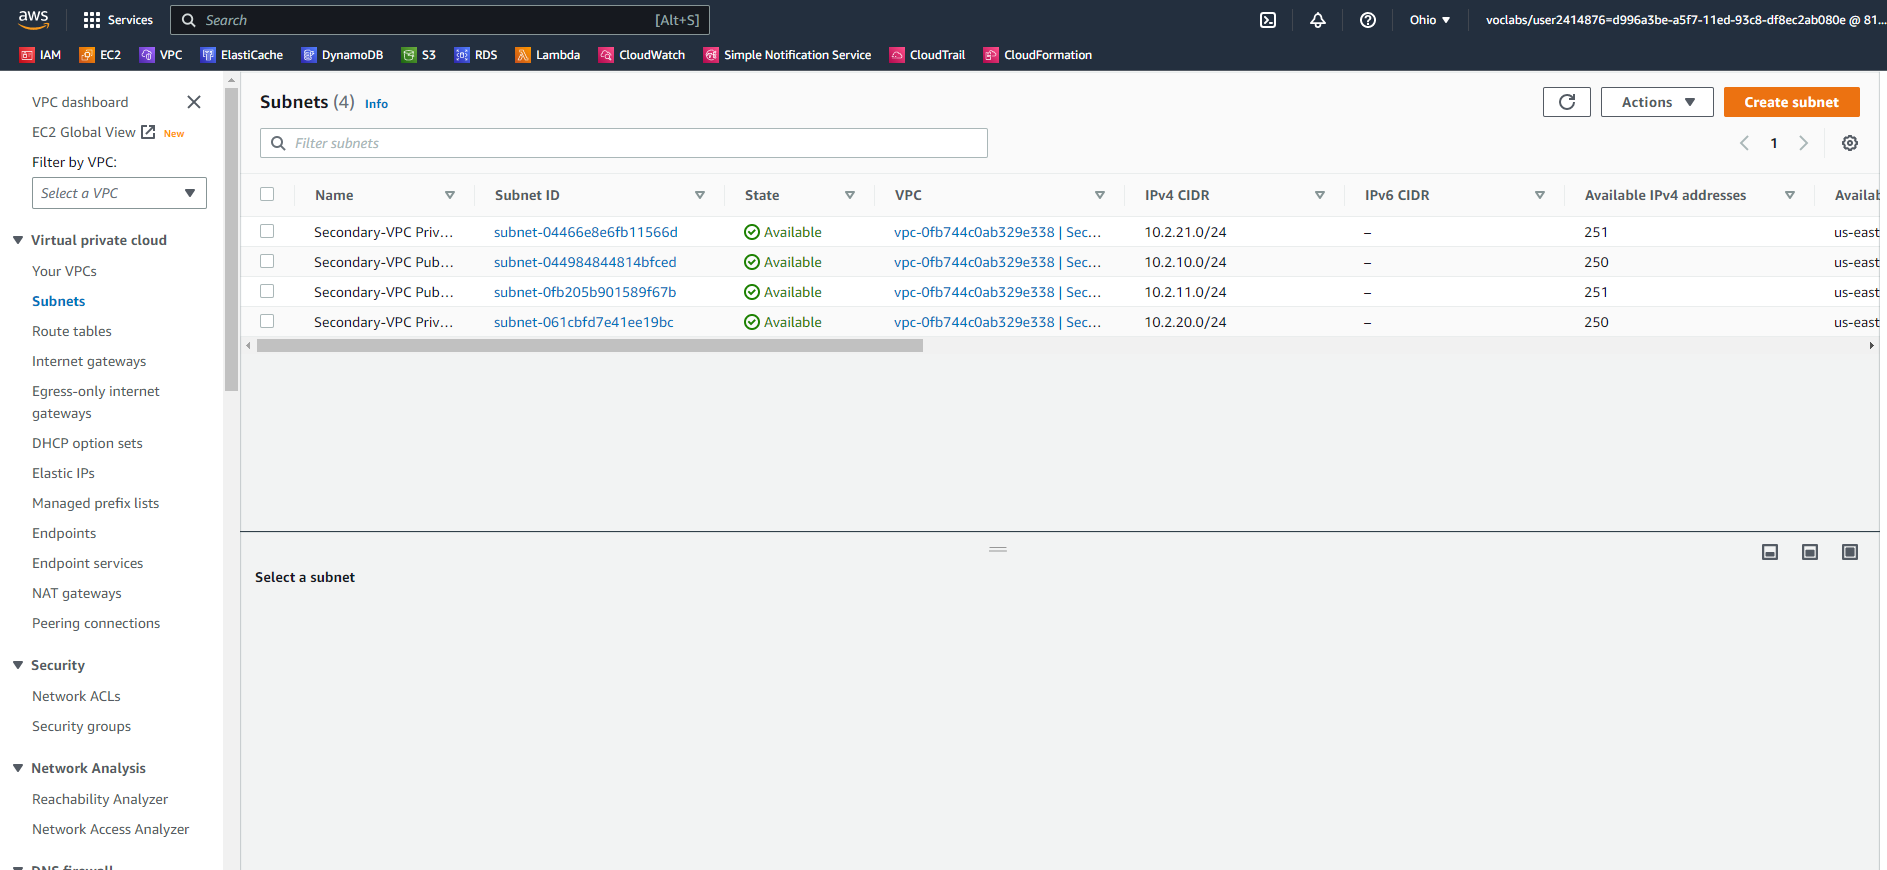 aws Services Search [Alt+S] Ohio voclabs/user2414876=d996a3be-a5f7-11ed-93c8-df8ec2ab080e @ 81...
IAM EC2 VPC ElastiCache DynamoDB S3 RDS Lambda CloudWatch Simple Notification Service CloudTrail CloudFormation
VPC dashboard
EC2 Global View New
Filter by VPC:
Select a VPC
Virtual private cloud
Your VPCs
Subnets
Route tables
Internet gateways
Egress-only internet
gateways
DHCP option sets
Elastic IPs
Managed prefix lists
Endpoints
Endpoint services
NAT gateways
Peering connections
Security
Network ACLs
Security groups
Network Analysis
Reachability Analyzer
Network Access Analyzer
DNS firewall
Subnets (4) Info
Actions Create subnet
Filter subnets
1
Name Subnet ID State VPC IPv4 CIDR IPv6 CIDR Available IPv4 addresses Availab
Secondary-VPC Priv... subnet-04466e8e6fb11566d Available vpc-0fb744c0ab329e338 | Sec... 10.2.21.0/24 – 251 us-east
Secondary-VPC Pub... subnet-044984844814bfced Available vpc-0fb744c0ab329e338 | Sec... 10.2.10.0/24 – 250 us-east
Secondary-VPC Pub... subnet-0fb205b901589f67b Available vpc-0fb744c0ab329e338 | Sec... 10.2.11.0/24 – 251 us-east
Secondary-VPC Priv... subnet-061cbfd7e41ee19bc Available vpc-0fb744c0ab329e338 | Sec... 10.2.20.0/24 – 250 us-east
Select a subnet